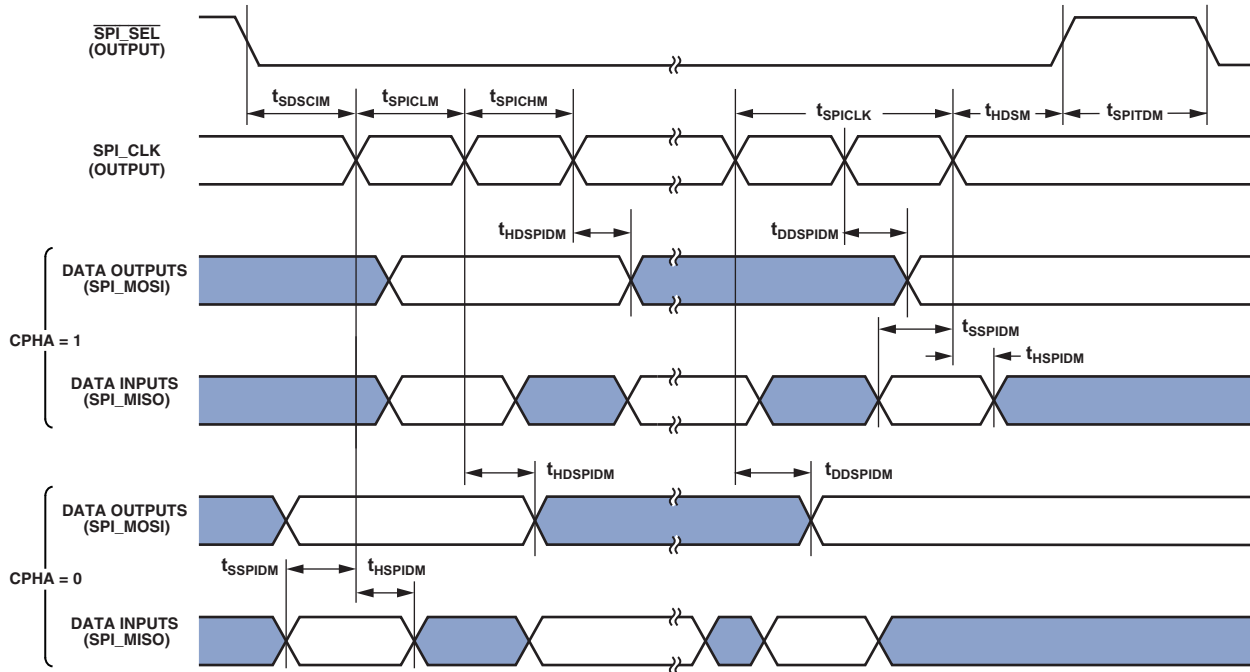 SPI_SEL
(OUTPUT)
tSDSCIM
tSPICLM
tSPICHM
tSPICLK
tHDSM
tSPITDM
SPI_CLK
(OUTPUT)
tHDSPIDM
tDDSPIDM
CPHA = 1
DATA OUTPUTS
(SPI_MOSI)
tSSPIDM
tHSPIDM
DATA INPUTS
(SPI_MISO)
tHDSPIDM
tDDSPIDM
CPHA = 0
DATA OUTPUTS
(SPI_MOSI)
tSSPIDM
tHSPIDM
DATA INPUTS
(SPI_MISO)